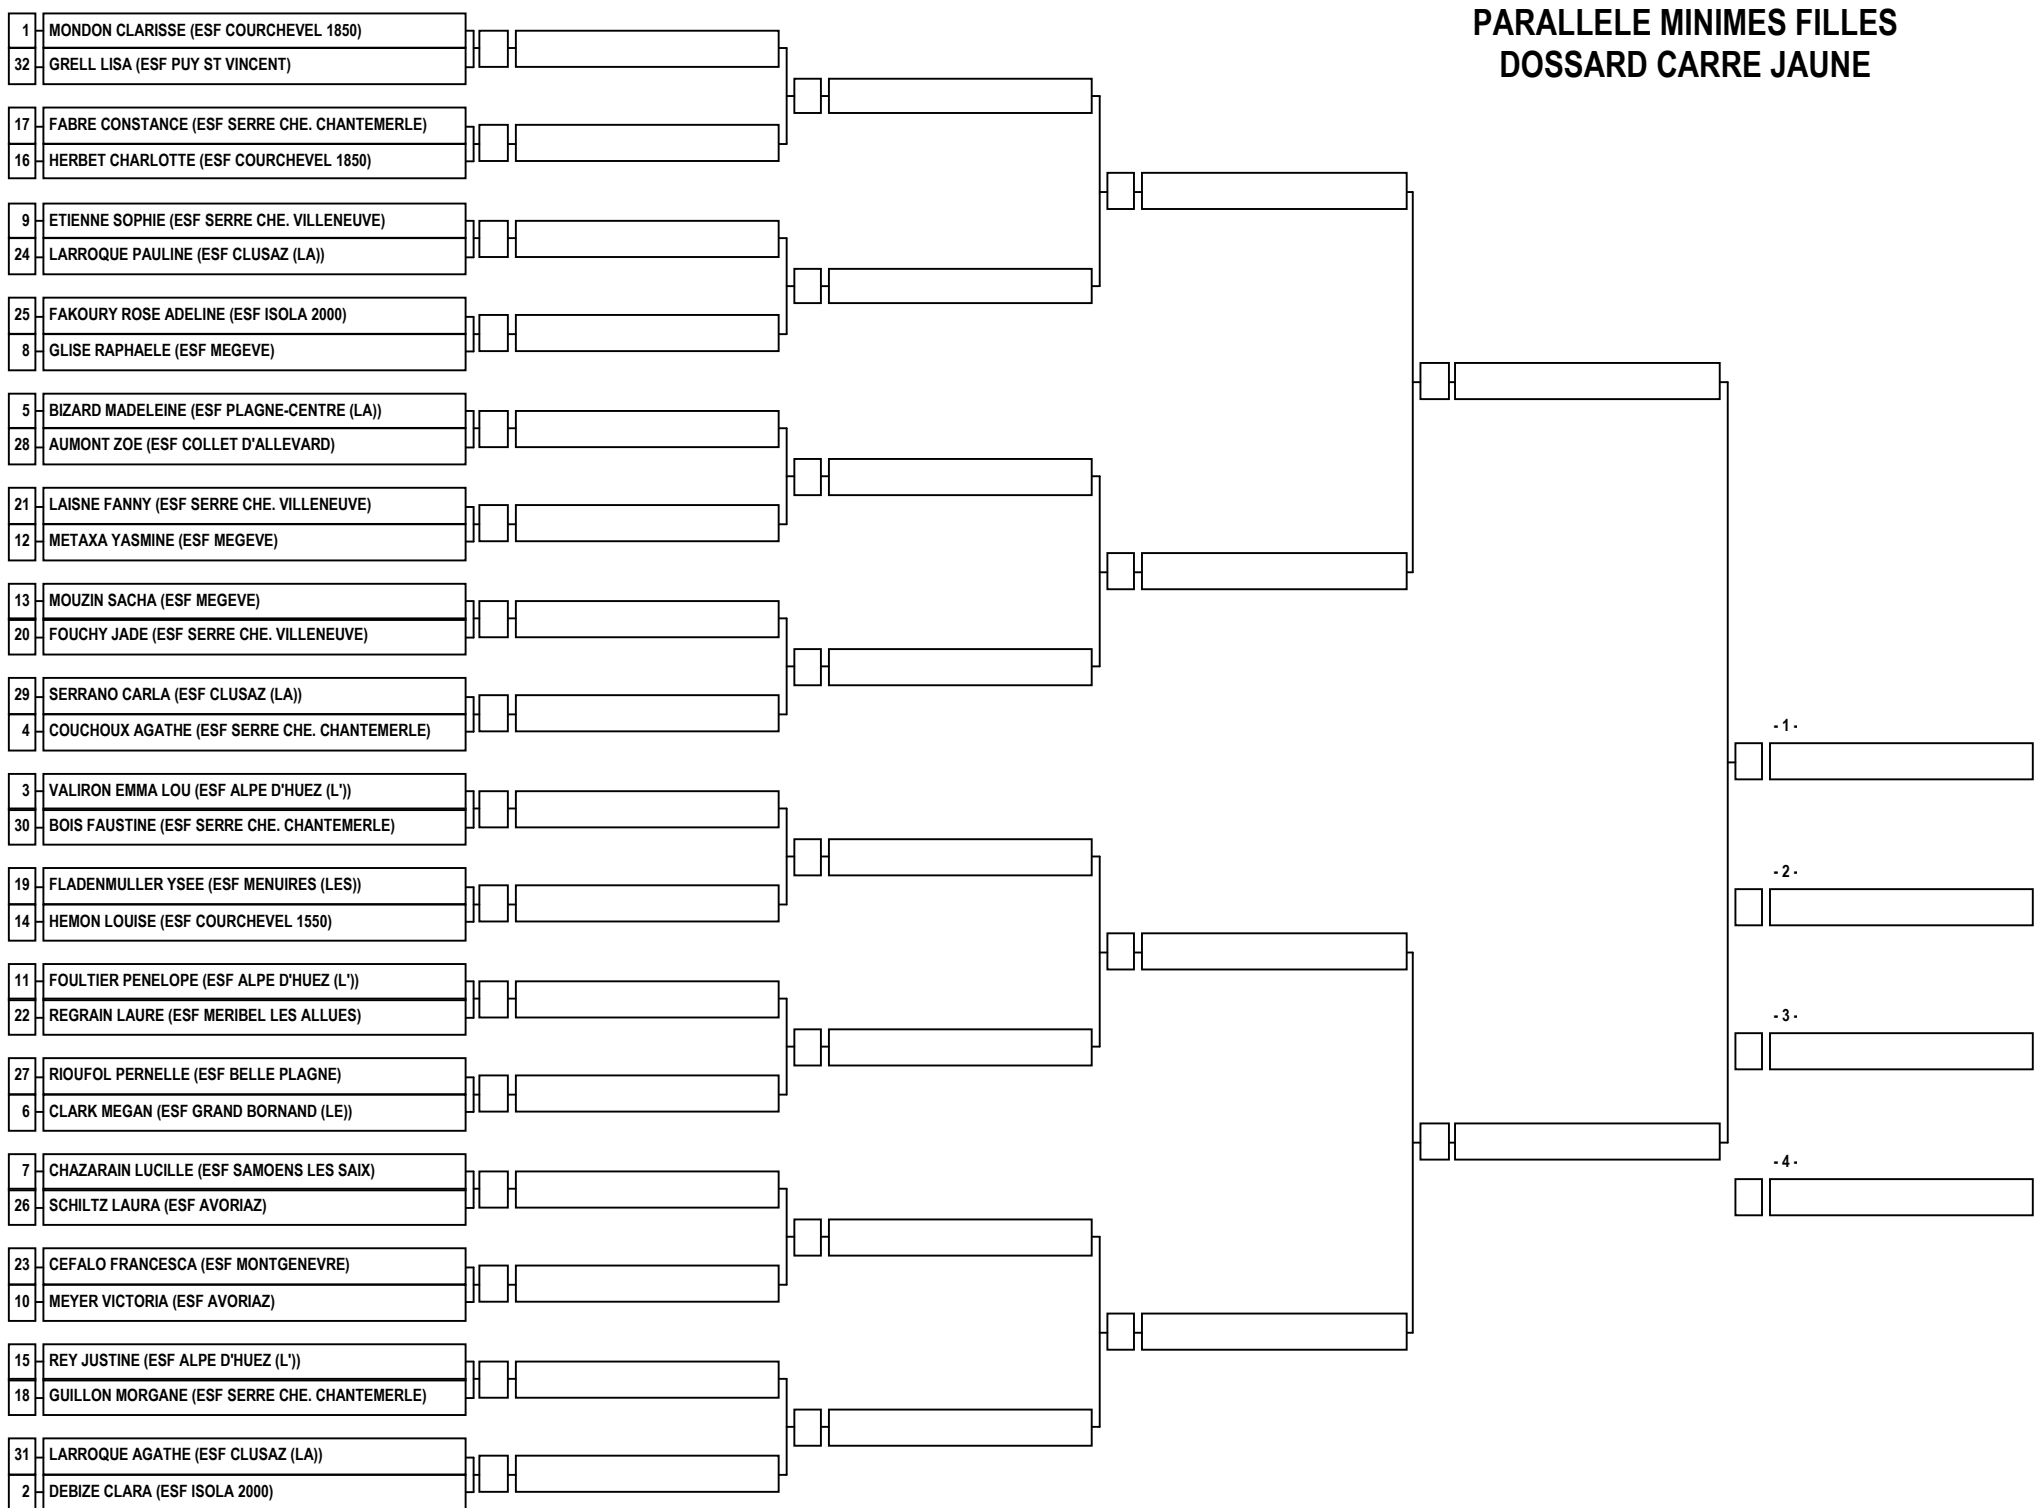 PARALLELE MINIMES FILLES
DOSSARD CARRE JAUNE
1 MONDON CLARISSE (ESF COURCHEVEL 1850)
32 GRELL LISA (ESF PUY ST VINCENT)
17 FABRE CONSTANCE (ESF SERRE CHE. CHANTEMERLE)
16 HERBET CHARLOTTE (ESF COURCHEVEL 1850)
9 ETIENNE SOPHIE (ESF SERRE CHE. VILLENEUVE)
24 LARROQUE PAULINE (ESF CLUSAZ (LA))
25 FAKOURY ROSE ADELINE (ESF ISOLA 2000)
8 GLISE RAPHAELE (ESF MEGEVE)
5 BIZARD MADELEINE (ESF PLAGNE-CENTRE (LA))
28 AUMONT ZOE (ESF COLLET D'ALLEVARD)
21 LAISNE FANNY (ESF SERRE CHE. VILLENEUVE)
12 METAXA YASMINE (ESF MEGEVE)
13 MOUZIN SACHA (ESF MEGEVE)
20 FOUCHY JADE (ESF SERRE CHE. VILLENEUVE)
29 SERRANO CARLA (ESF CLUSAZ (LA))
4 COUCHOUX AGATHE (ESF SERRE CHE. CHANTEMERLE)
3 VALIRON EMMA LOU (ESF ALPE D'HUEZ (L'))
30 BOIS FAUSTINE (ESF SERRE CHE. CHANTEMERLE)
19 FLADENMULLER YSEE (ESF MENUIRES (LES))
14 HEMON LOUISE (ESF COURCHEVEL 1550)
11 FOULTIER PENELOPE (ESF ALPE D'HUEZ (L'))
22 REGRAIN LAURE (ESF MERIBEL LES ALLUES)
27 RIOUFOL PERNELLE (ESF BELLE PLAGNE)
6 CLARK MEGAN (ESF GRAND BORNAND (LE))
7 CHAZARAIN LUCILLE (ESF SAMOENS LES SAIX)
26 SCHILTZ LAURA (ESF AVORIAZ)
23 CEFALO FRANCESCA (ESF MONTGENEVRE)
10 MEYER VICTORIA (ESF AVORIAZ)
15 REY JUSTINE (ESF ALPE D'HUEZ (L'))
18 GUILLON MORGANE (ESF SERRE CHE. CHANTEMERLE)
31 LARROQUE AGATHE (ESF CLUSAZ (LA))
2 DEBIZE CLARA (ESF ISOLA 2000)
- 1 -
- 2 -
- 3 -
- 4 -